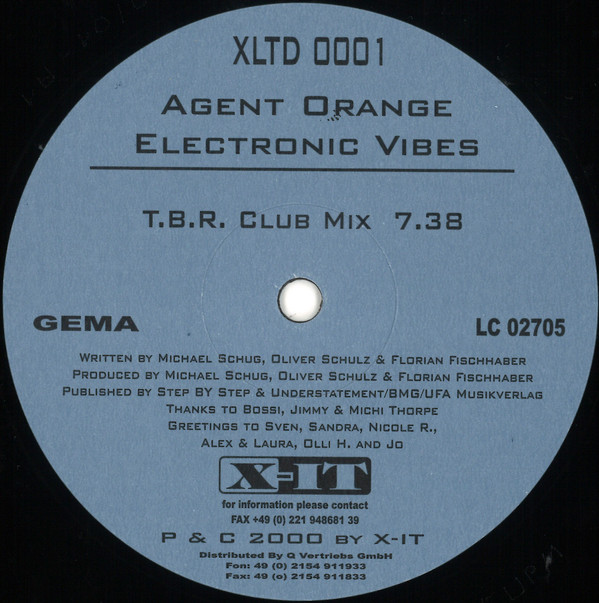 XLTD 0001
AGENT ORANGE
ELECTRONIC VIBES
T.B.R. CLUB MIX 7.38
GEMA
LC 02705
WRITTEN BY MICHAEL SCHUG, OLIVER SCHULZ & FLORIAN FISCHHABER
PRODUCED BY MICHAEL SCHUG, OLIVER SCHULZ & FLORIAN FISCHHABER
PUBLISHED BY STEP BY STEP & UNDERSTATEMENT/BMG/UFA MUSIKVERLAG
THANKS TO BOSSI, JIMMY & MICHI THORPE
GREETINGS TO SVEN, SANDRA, NICOLE R.,
ALEX & LAURA, OLLI H. AND JO
X-IT
for information please contact
FAX +49 (0) 221 948681 39
P & C 2000 BY X-IT
Distributed By Q Vertriebs GmbH
Fon: 49 (0) 2154 911933
Fax: 49 (o) 2154 911833